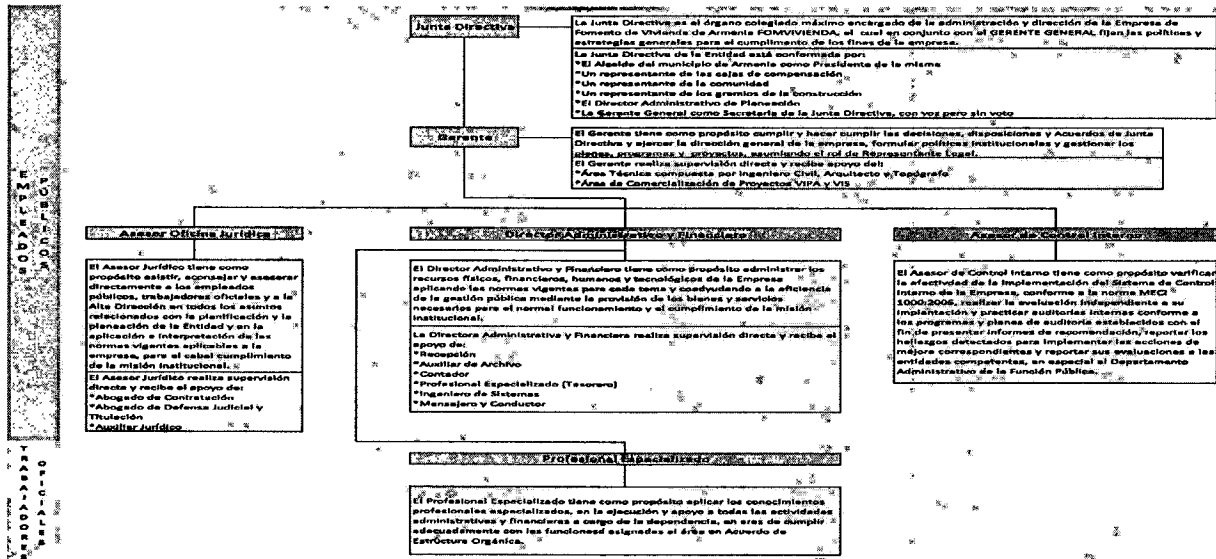 Junta Directiva
La Junta Directiva es el órgano colegiado máximo encargado de la administración y dirección de la Empresa de
Fomento de Vivienda de Armenia FOMVIVIENDA, el cual en conjunto con el GERENTE GENERAL fijan las políticas y
estrategias generales para el cumplimento de los fines de la empresa.
La Junta Directiva de la Entidad está conformada por:
*El Alcalde del municipio de Armenia como Presidente de la misma
*Un representante de las cajas de compensación
*Un representante de la comunidad
*Un representante de los gremios de la construcción
*El Director Administrativo de Planeación
*La Gerente General como Secretaria de la Junta Directiva, con voz pero sin voto
Gerente
El Gerente tiene como propósito cumplir y hacer cumplir las decisiones, disposiciones y Acuerdos de Junta
Directiva y ejercer la dirección general de la empresa, formular políticas institucionales y gestionar los
planes, programas y proyectos, asumiendo el rol de Representante Legal.
El Gerente realiza supervisión directa y recibe apoyo del:
*Área Técnica compuesta por Ingeniero Civil, Arquitecto y Topógrafo
*Área de Comercialización de Proyectos VIPA y VIS
EMPLEADOS PÚBLICOS
Asesor Oficina Jurídica
El Asesor Jurídico tiene como
propósito asistir, aconsejar y asesorar
directamente a los empleados
públicos, trabajadores oficiales y a la
Alta Dirección en todos los asuntos
relacionados con la planificación y la
planeación de la Entidad y en la
aplicación e interpretación de las
normas vigentes aplicables a la
empresa, para el cabal cumplimiento
de la misión institucional.
El Asesor Jurídico realiza supervisión
directa y recibe el apoyo de:
*Abogado de Contratación
*Abogado de Defensa Judicial y
Titulación
*Auxiliar Jurídico
Director Administrativo y Financiero
El Director Administrativo y Financiero tiene como propósito administrar los
recursos físicos, financieros, humanos y tecnológicos de la Empresa
aplicando las normas vigentes para cada tema y coadyudando a la eficiencia
de la gestión pública mediante la provisión de los bienes y servicios
necesarios para el normal funcionamiento y el cumplimiento de la misión
institucional.
La Directora Administrativa y Financiera realiza supervisión directa y recibe el
apoyo de:
*Recepción
*Auxiliar de Archivo
*Contador
*Profesional Especializado (Tesorero)
*Ingeniero de Sistemas
*Mensajero y Conductor
Asesor de Control Interno
El Asesor de Control Interno tiene como propósito verificar
la efectividad de la Implementación del Sistema de Control
Interno de la Empresa, conforme a la norma MECI
1000:2005, realizar la evaluación independiente a su
implantación y practicar auditorías internas conforme a
los programas y planes de auditoría establecidos con el
fin de presentar informes de recomendación, reportar los
hallazgos detectados para implementar las acciones de
mejora correspondientes y reportar sus evaluaciones a las
entidades competentes, en especial al Departamento
Administrativo de la Función Pública.
TRABAJADORES OFICIALES
Profesional Especializado
El Profesional Especializado tiene como propósito aplicar los conocimientos
profesionales especializados, en la ejecución y apoyo a todas las actividades
administrativas y financieras a cargo de la dependencia, en aras de cumplir
adecuadamente con las funcionesd asignadas al área en Acuerdo de
Estructura Orgánica.